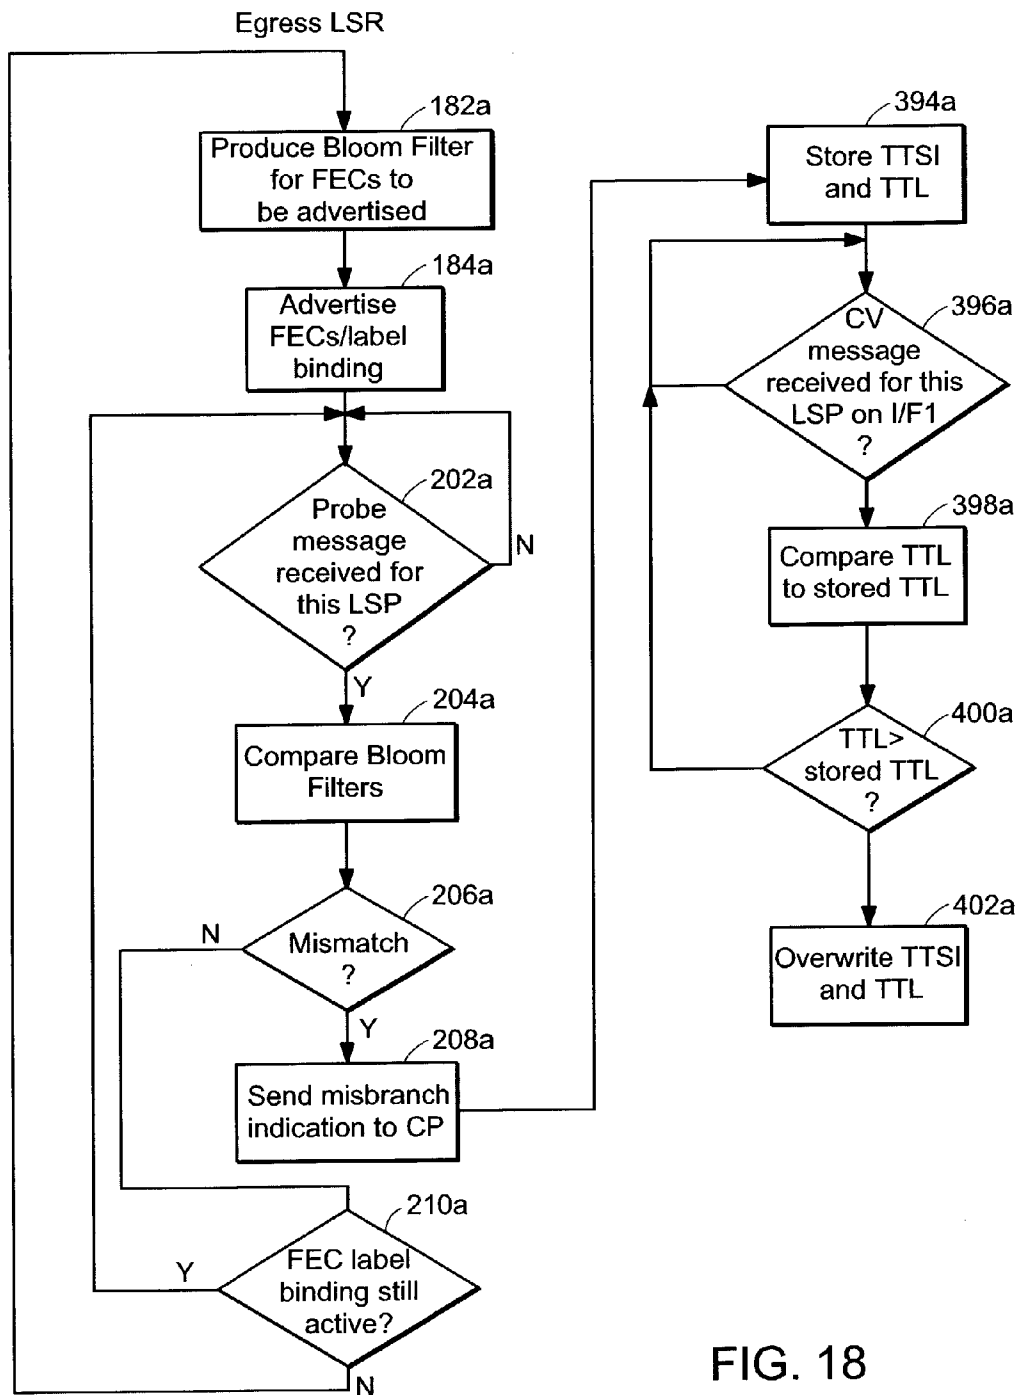 Egress LSR
182a
Produce Bloom Filter
for FECs to
be advertised
184a
Advertise
FECs/label
binding
202a
Probe
message
received for
this LSP
?
N
Y
204a
Compare Bloom
Filters
206a
Mismatch
?
N
Y
208a
Send misbranch
indication to CP
210a
FEC label
binding still
active?
Y
N
394a
Store TTSI
and TTL
396a
CV
message
received for this
LSP on I/F1
?
398a
Compare TTL
to stored TTL
400a
TTL>
stored TTL
?
402a
Overwrite TTSI
and TTL
FIG. 18